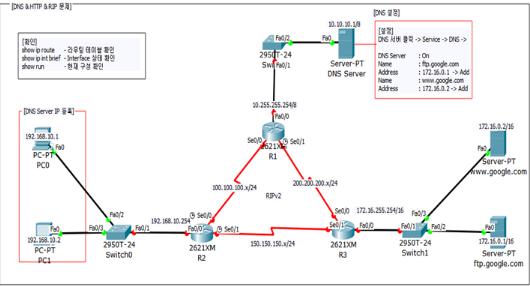 [DNS &HTTP &RIP 문제]
[확인]
show ip route - 라우팅 테이블 확인
show ip int brief - Interface 상태 확인
show run - 현재 구성 확인
10.10.10.1/8
Fa0/2
Fa0
2950T-24
Server-PT
DNS Server
Fa0/1
[DNS 설정]
[설정]
DNS 서버 클릭 -> Service -> DNS ->
DNS Server : On
Name : ftp.google.com
Address : 172.16.0.1 -> Add
Name : www.google.com
Address : 172.16.0.2 -> Add
10.255.255.254/8
Fa0/0
Se0/0
Se0/1
2621XM
R1
[DNS Server IP 등록]
192.168.10.1
Fa0
PC-PT
PC0
192.168.10.2
Fa0
PC-PT
PC1
Fa0/2
Fa0/3
Fa0/1
2950T-24
Switch0
192.168.10.254
Fa0/0
Se0/0
Se0/1
2621XM
R2
100.100.100.x/24
200.200.200.x/24
RIPv2
150.150.150.x/24
Se0/0
Se0/1
Fa0/0
2621XM
R3
172.16.255.254/16
Fa0/1
Fa0/3
Fa0/2
2950T-24
Switch1
172.16.0.2/16
Fa0
Server-PT
www.google.com
172.16.0.1/16
Fa0
Server-PT
ftp.google.com